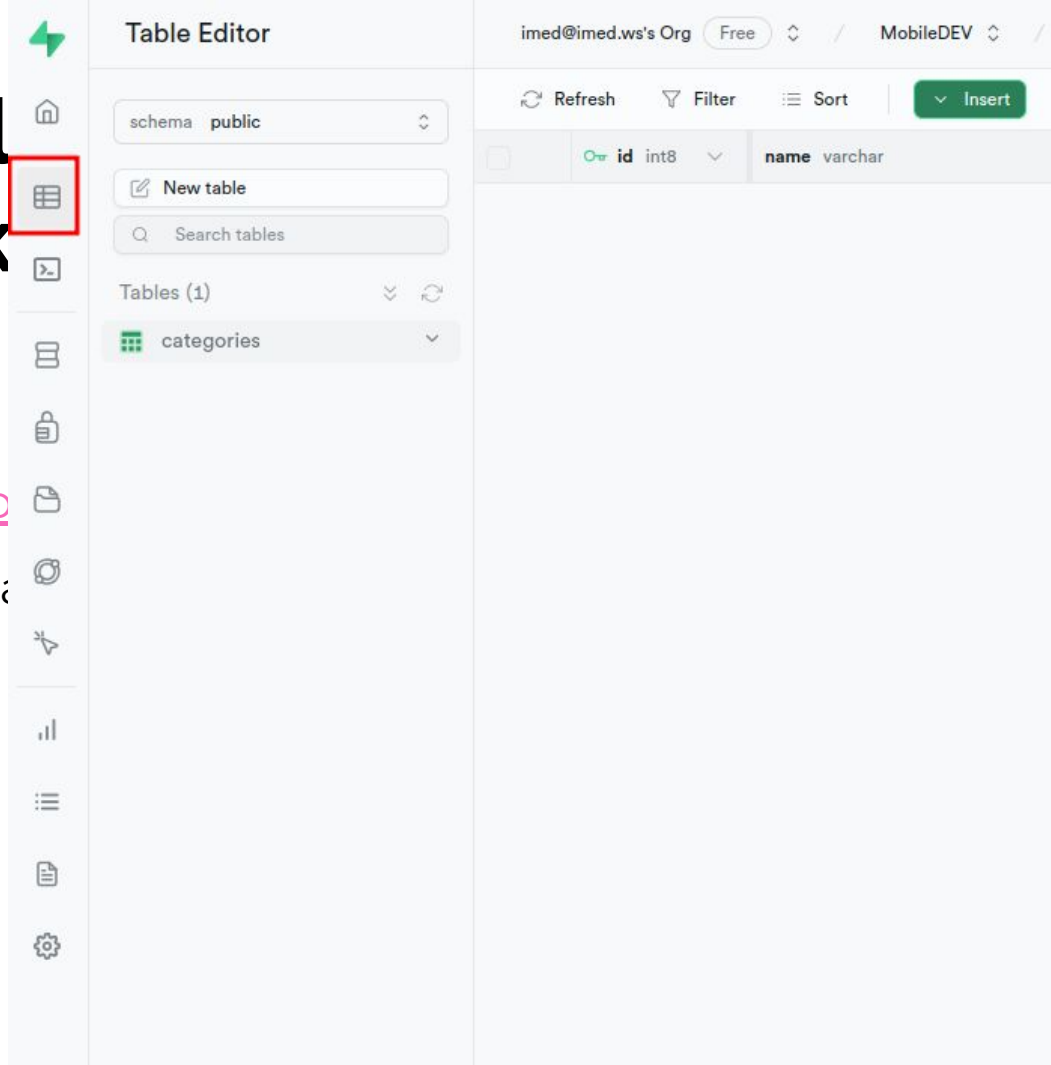 Table Editor
imed@imed.ws's Org Free / MobileDEV /
schema public
Refresh Filter Sort Insert
id int8 name varchar
New table
Search tables
Tables (1)
categories